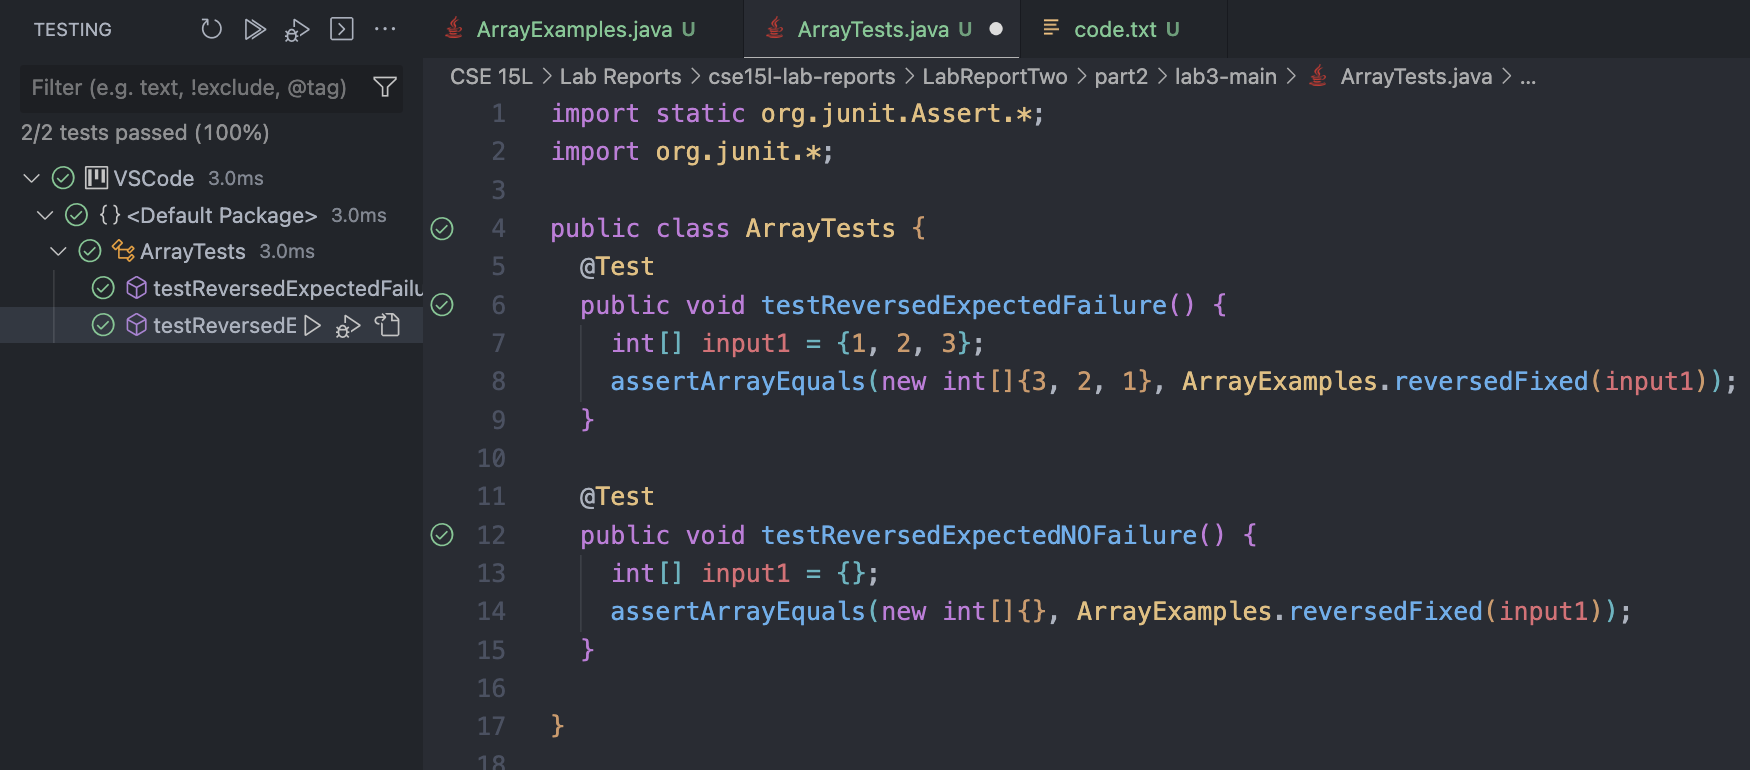 TESTING
Filter (e.g. text, !exclude, @tag)
2/2 tests passed (100%)
VSCode 3.0ms
{} <Default Package> 3.0ms
ArrayTests 3.0ms
testReversedExpectedFailu
testReversedE
ArrayExamples.java U
ArrayTests.java U
code.txt U
CSE 15L > Lab Reports > cse15l-lab-reports > LabReportTwo > part2 > lab3-main > ArrayTests.java > ...
1 import static org.junit.Assert.*;
2 import org.junit.*;
3
4 public class ArrayTests {
5 @Test
6 public void testReversedExpectedFailure() {
7 int[] input1 = {1, 2, 3};
8 assertArrayEquals(new int[]{3, 2, 1}, ArrayExamples.reversedFixed(input1));
9 }
10
11 @Test
12 public void testReversedExpectedNOFailure() {
13 int[] input1 = {};
14 assertArrayEquals(new int[]{}, ArrayExamples.reversedFixed(input1));
15 }
16
17 }
18